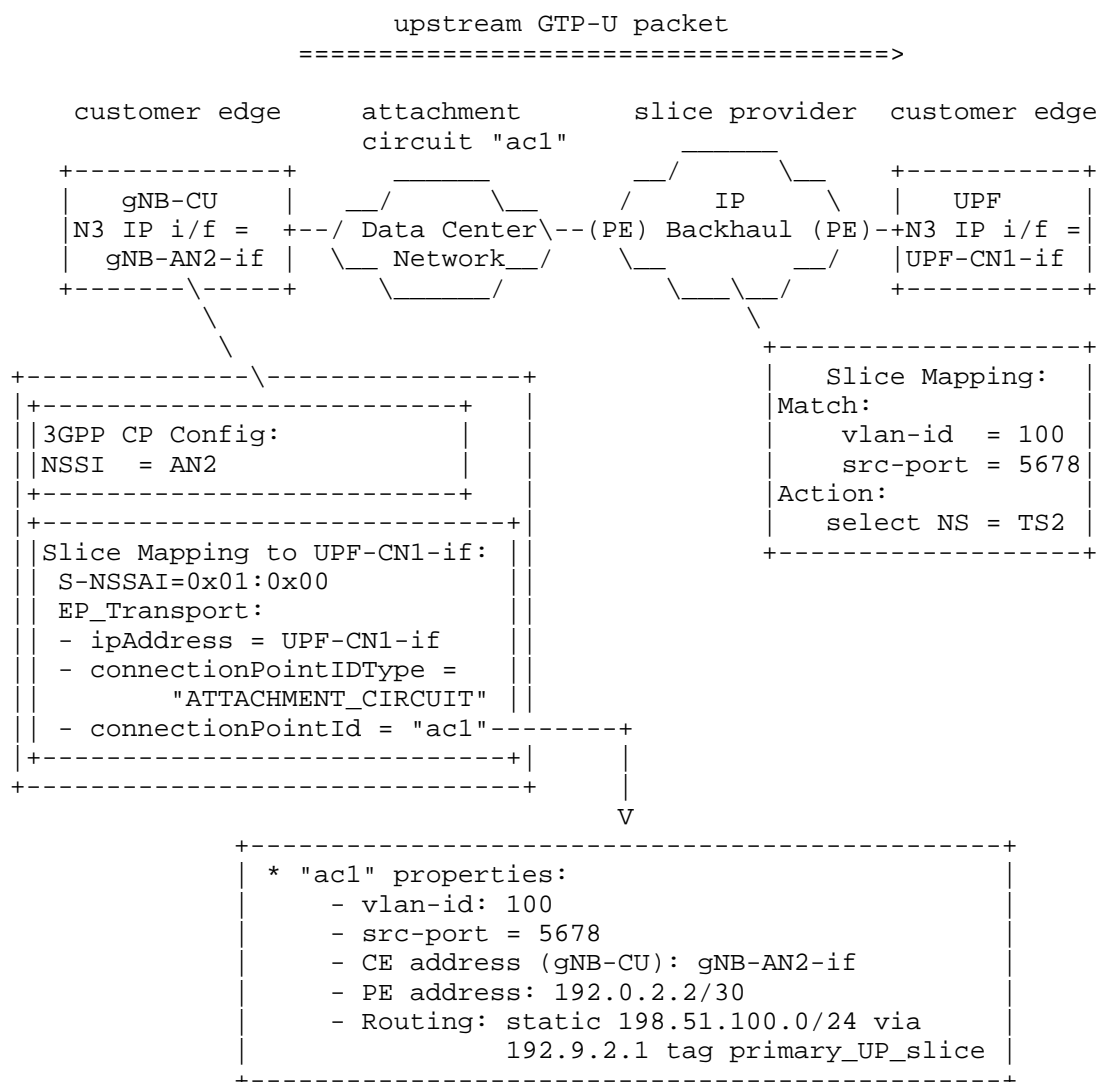 upstream GTP-U packet
=====================================>
customer edge attachment slice provider customer edge
circuit "ac1"
gNB-CU IP UPF
N3 IP i/f = Data Center (PE) Backhaul (PE) N3 IP i/f =
gNB-AN2-if Network UPF-CN1-if
Slice Mapping:
3GPP CP Config: Match:
NSSI = AN2 vlan-id = 100
src-port = 5678
Action:
select NS = TS2
Slice Mapping to UPF-CN1-if:
S-NSSAI=0x01:0x00
EP_Transport:
- ipAddress = UPF-CN1-if
- connectionPointIDType =
"ATTACHMENT_CIRCUIT"
- connectionPointId = "ac1"
V
* "ac1" properties:
- vlan-id: 100
- src-port = 5678
- CE address (gNB-CU): gNB-AN2-if
- PE address: 192.0.2.2/30
- Routing: static 198.51.100.0/24 via
192.9.2.1 tag primary_UP_slice